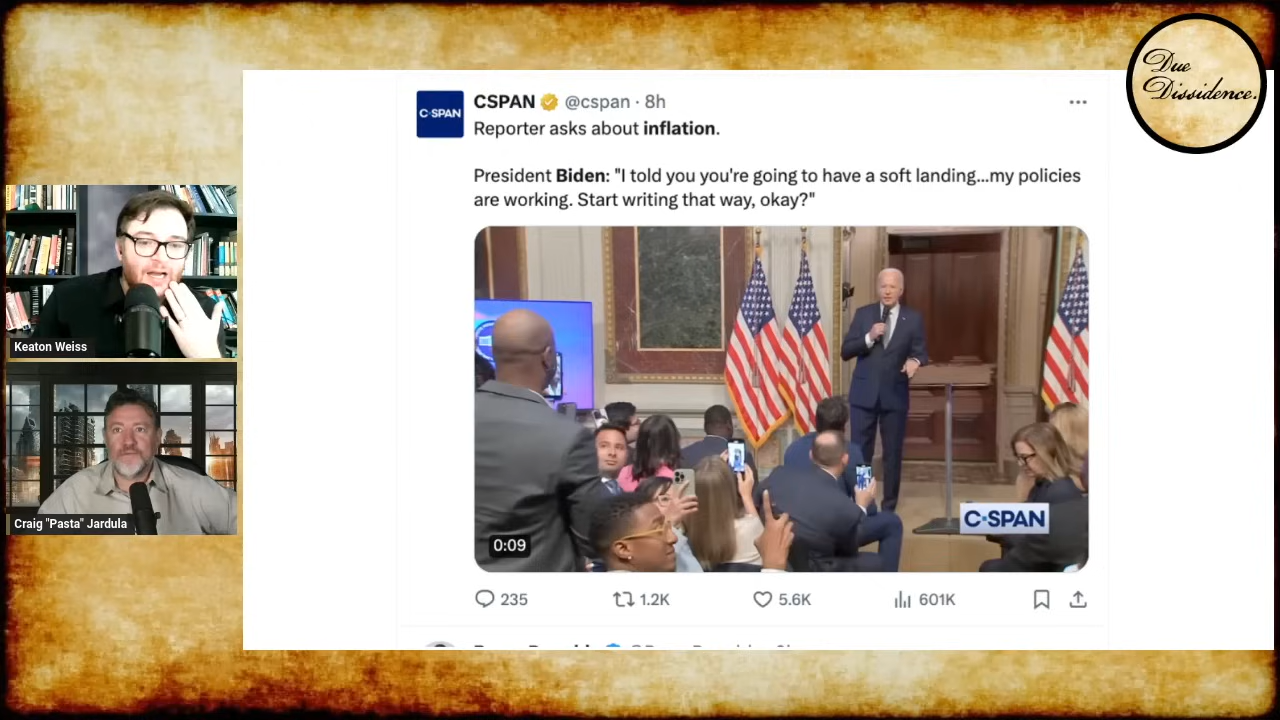 Due
Dissidence.
C-SPAN
CSPAN @cspan · 8h
Reporter asks about inflation.
President Biden: "I told you you're going to have a soft landing...my policies
are working. Start writing that way, okay?"
C·SPAN
0:09
235 1.2K 5.6K 601K
Keaton Weiss
Craig "Pasta" Jardula